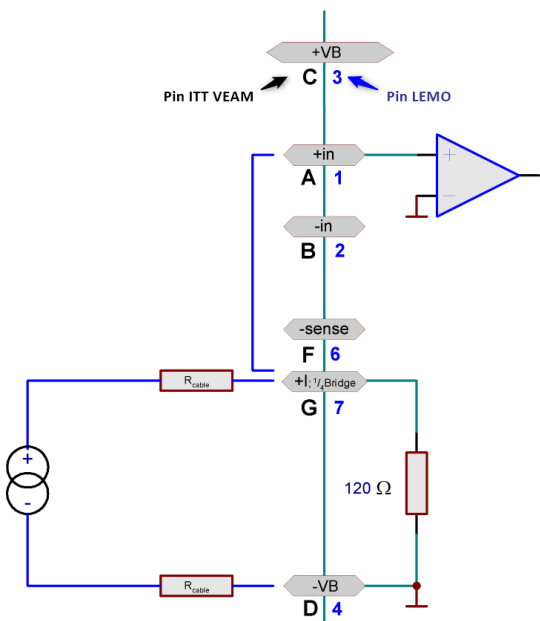 +VB
C 3
Pin ITT VEAM
Pin LEMO
+in
+
A 1
-
-in
B 2
-sense
F 6
Rcable
+I; 1/4Bridge
G 7
+
-
120 Ω
Rcable
-VB
D 4